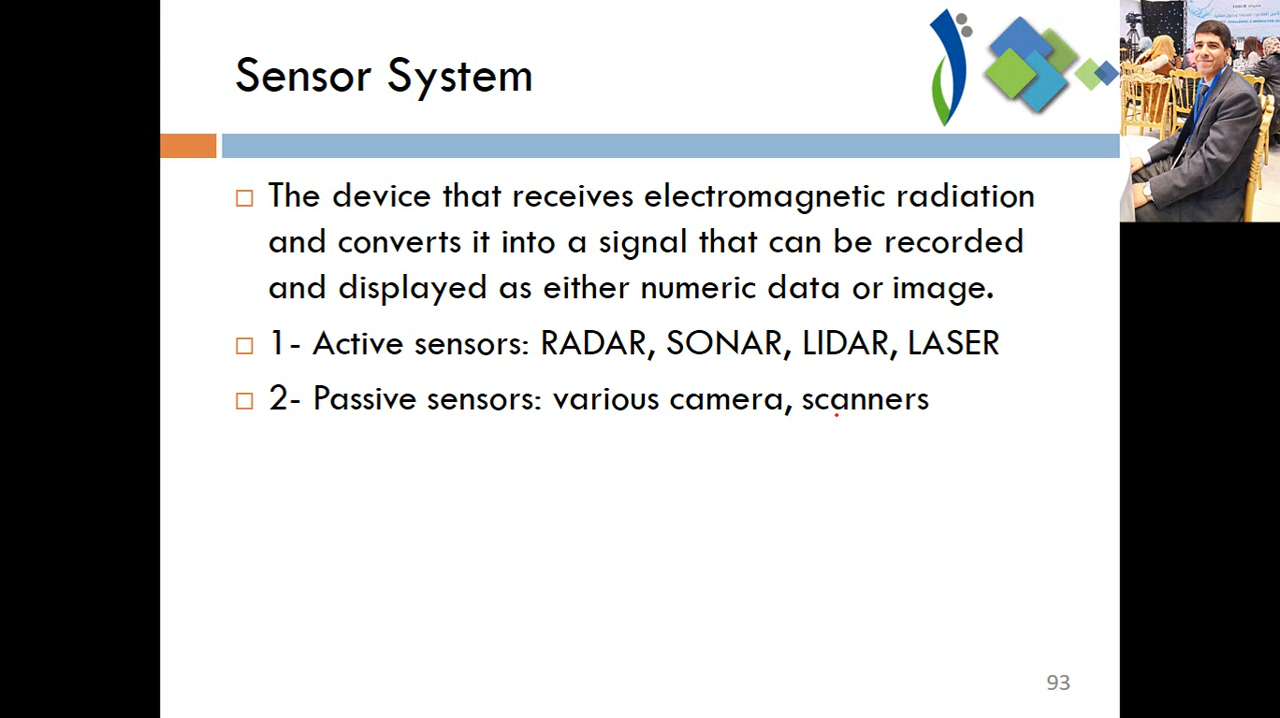 Sensor System
The device that receives electromagnetic radiation
and converts it into a signal that can be recorded
and displayed as either numeric data or image.
1- Active sensors: RADAR, SONAR, LIDAR, LASER
2- Passive sensors: various camera, scanners
93